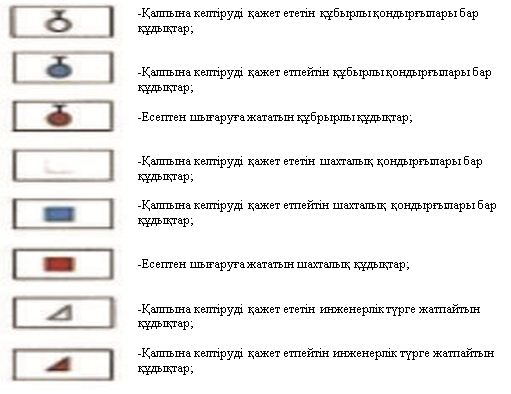 -Қалпына келтіруді қажет ететін құбырлы қондырғылары бар
құдықтар;
-Қалпына келтіруді қажет етпейтін құбырлы қондырғылары бар
құдықтар;
-Есептен шығаруға жататын құбрырлы құдықтар;
-Қалпына келтіруді қажет ететін шахталық қондырғылары бар
құдықтар;
-Қалпына келтіруді қажет етпейтін шахталық қондырғылары бар
құдықтар;
-Есептен шығаруға жататын шахталық құдықтар;
-Қалпына келтіруді қажет ететін инженерлік түрге жатпайтын
құдықтар;
-Қалпына келтіруді қажет етпейтін инженерлік түрге жатпайтын
құдықтар;